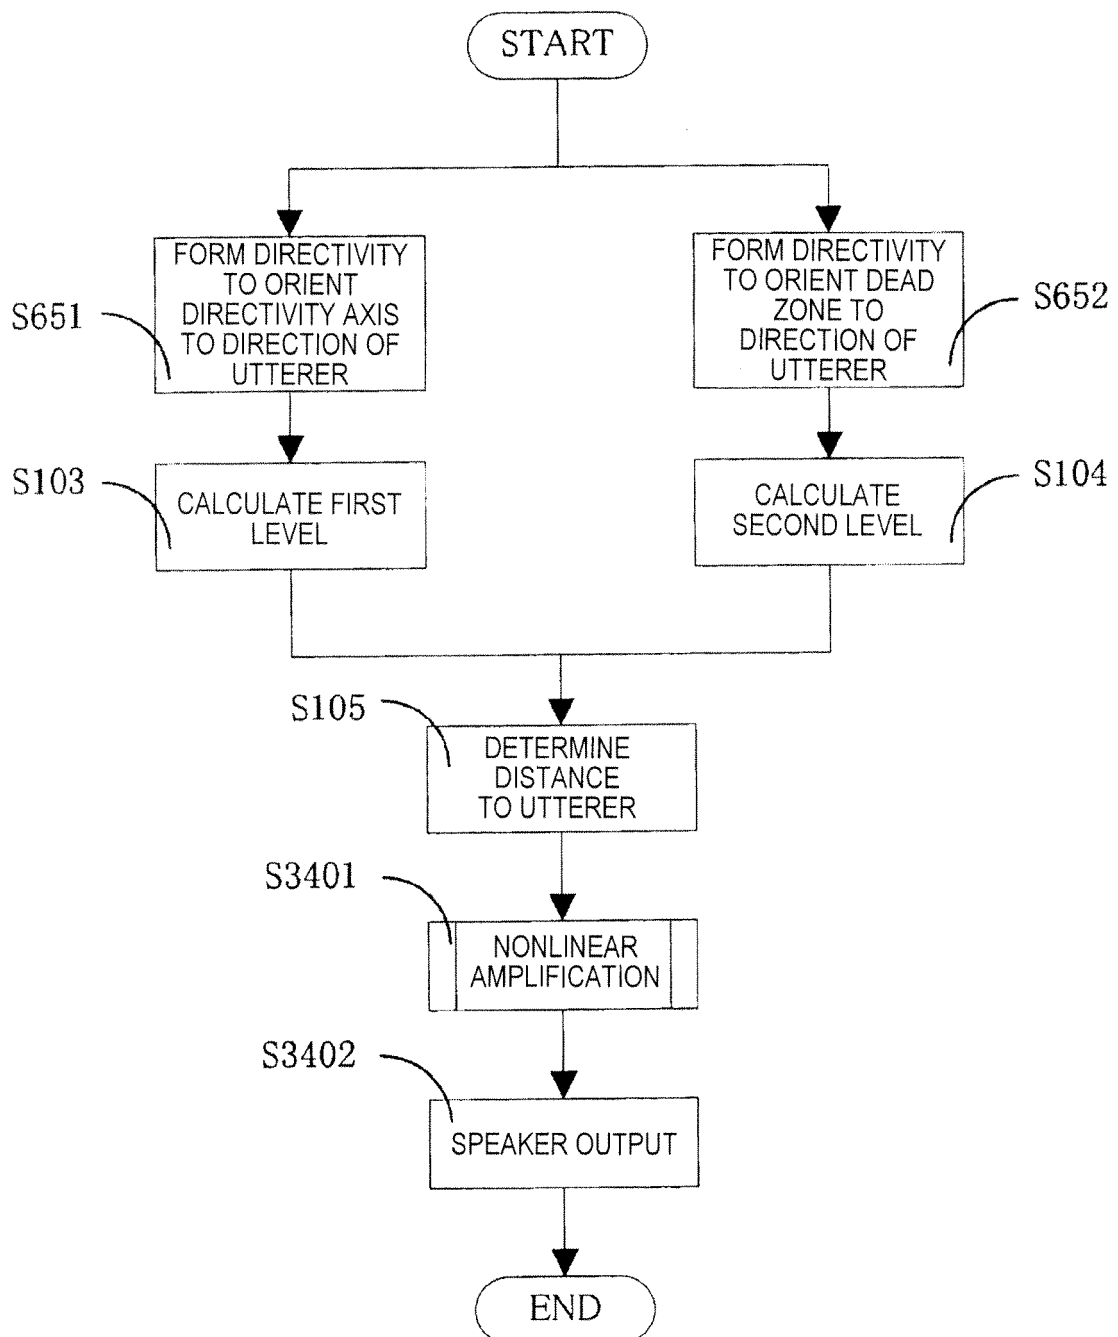 START
FORM DIRECTIVITY
TO ORIENT
DIRECTIVITY AXIS
TO DIRECTION OF
UTTERER
S651
FORM DIRECTIVITY
TO ORIENT DEAD
ZONE TO
DIRECTION OF
UTTERER
S652
S103
CALCULATE FIRST
LEVEL
CALCULATE
SECOND LEVEL
S104
S105
DETERMINE
DISTANCE
TO UTTERER
S3401
NONLINEAR
AMPLIFICATION
S3402
SPEAKER OUTPUT
END